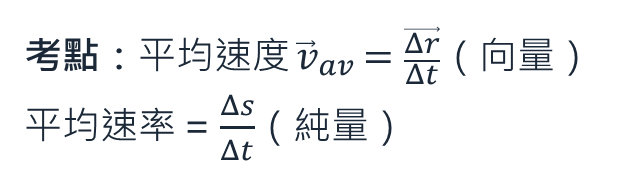 考點：平均速度 $\vec{v}_{av} = \frac{\overrightarrow{\Delta r}}{\Delta t}$ ( 向量 )
平均速率 = $\frac{\Delta s}{\Delta t}$ ( 純量 )